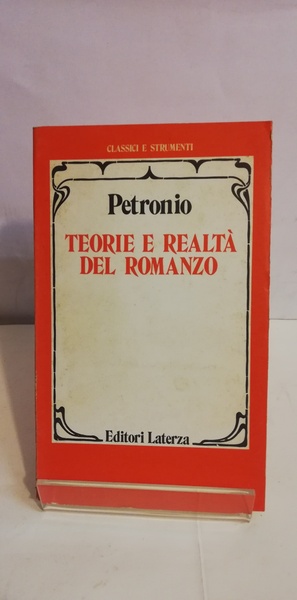 CLASSICI E STRUMENTI
Petronio
TEORIE E REALTÀ
DEL ROMANZO
Editori Laterza